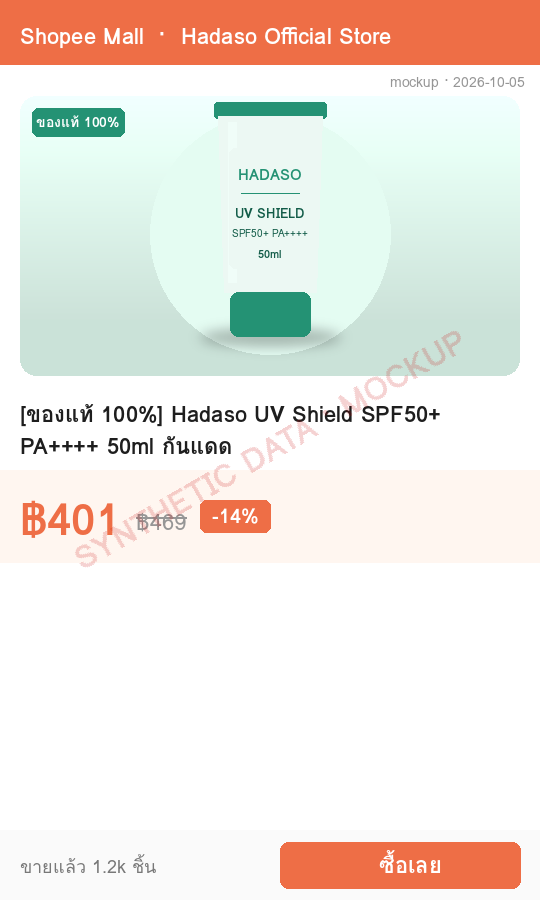 Shopee Mall · Hadaso Official Store
mockup · 2026-10-05
ของแท้ 100%
HADASO
UV SHIELD
SPF50+ PA++++
50ml
[ของแท้ 100%] Hadaso UV Shield SPF50+
PA++++ 50ml กันแดด
฿401 ฿469 -14%
SYNTHETIC DATA · MOCKUP
ขายแล้ว 1.2k ชิ้น
ซื้อเลย